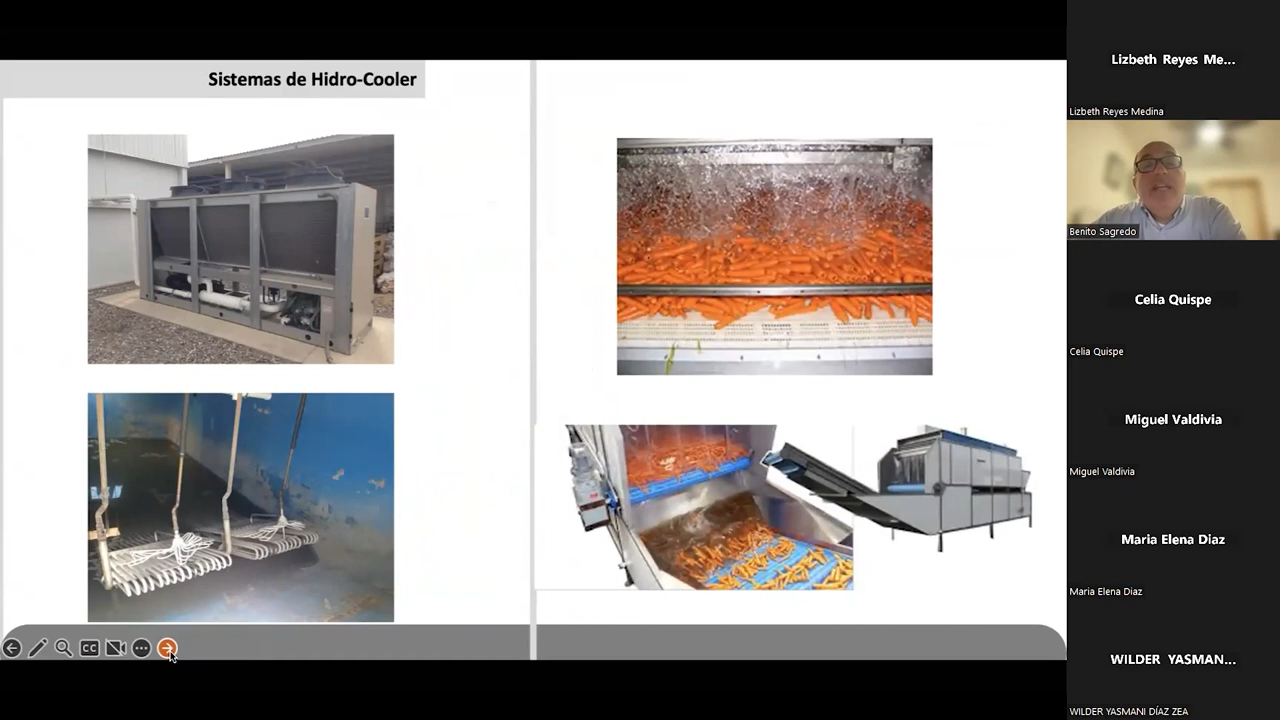 Sistemas de Hidro-Cooler
CC
Lizbeth Reyes Me...
Lizbeth Reyes Medina
Benito Sagredo
Celia Quispe
Celia Quispe
Miguel Valdivia
Miguel Valdivia
Maria Elena Diaz
Maria Elena Diaz
WILDER YASMAN...
WILDER YASMANI DÍAZ ZEA